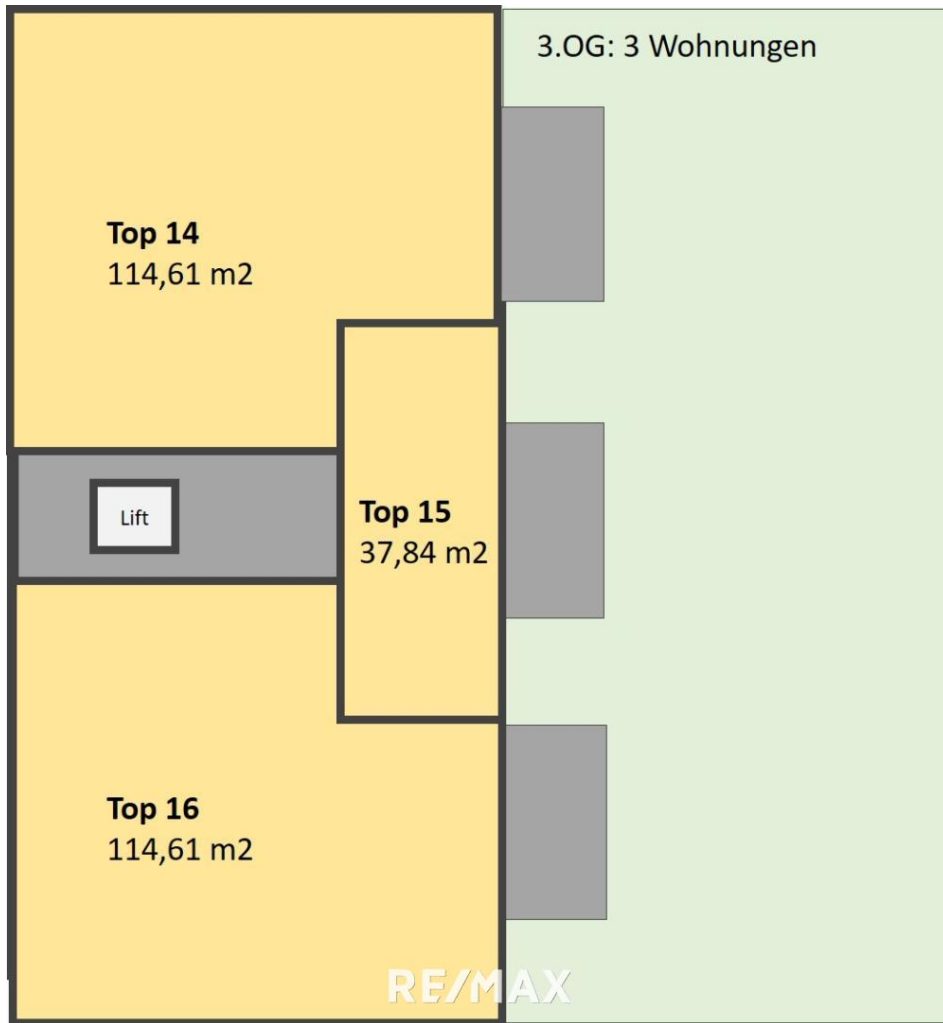 3.OG: 3 Wohnungen
Top 14
114,61 m2
Lift
Top 15
37,84 m2
Top 16
114,61 m2
RE/MAX